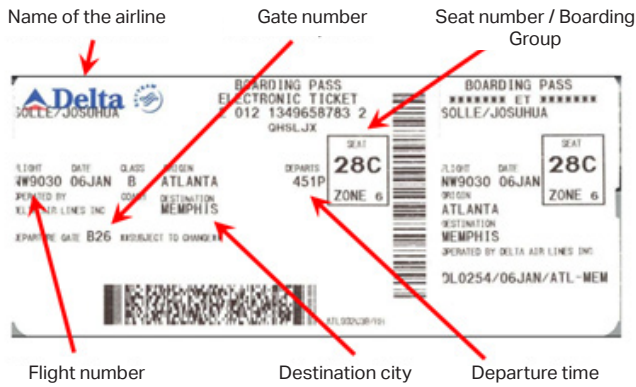 Name of the airline
Gate number
Seat number / Boarding
Group
Delta
BOARDING PASS
ELECTRONIC TICKET
SOLLE/JOSUHUA
012 1349658783 2
QHSLJX
SEAT
28C
ZONE 6
FLIGHT DATE CLASS ORIGIN DEPARTS
NW9030 06JAN B ATLANTA 451P
OPERATED BY DESTINATION
AIR LINES INC MEMPHIS
DEPARTURE GATE B26 **SUBJECT TO CHANGE**
BOARDING PASS
******* ET *******
SOLLE/JOSUHUA
SEAT
28C
ZONE 6
FLIGHT DATE
NW9030 06JAN
ORIGIN
ATLANTA
DESTINATION
MEMPHIS
OPERATED BY DELTA AIR LINES INC
DL0254/06JAN/ATL-MEM
Flight number
Destination city
Departure time